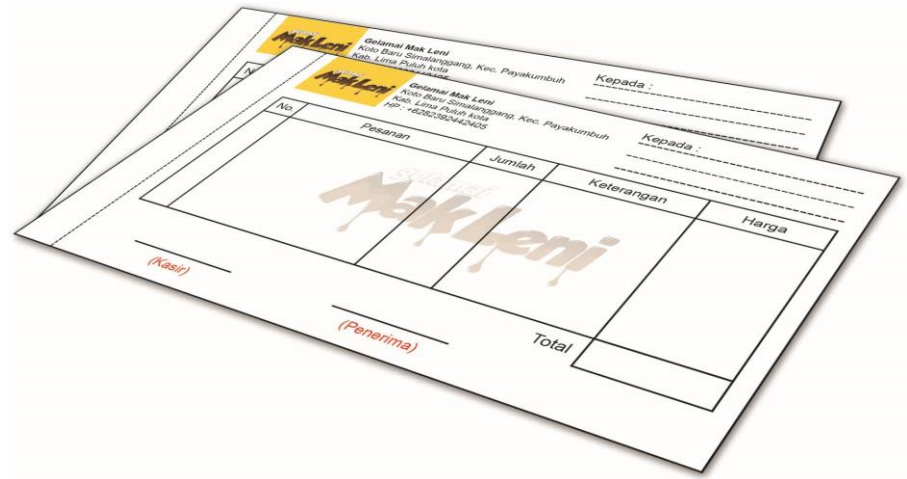 Mak Leni
Gelamai Mak Leni
Koto Baru Simalanggang, Kec. Payakumbuh
Kab. Lima Puluh kota
Kepada :
N
gelamai
Mak Leni
Gelamai Mak Leni
Koto Baru Simalanggang, Kec. Payakumbuh
Kab. Lima Puluh kota
HP : +6282392442405
Kepada :
No. Pesanan Jumlah Keterangan Harga
gelamai
Mak Leni
Total
(Kasir)
(Penerima)